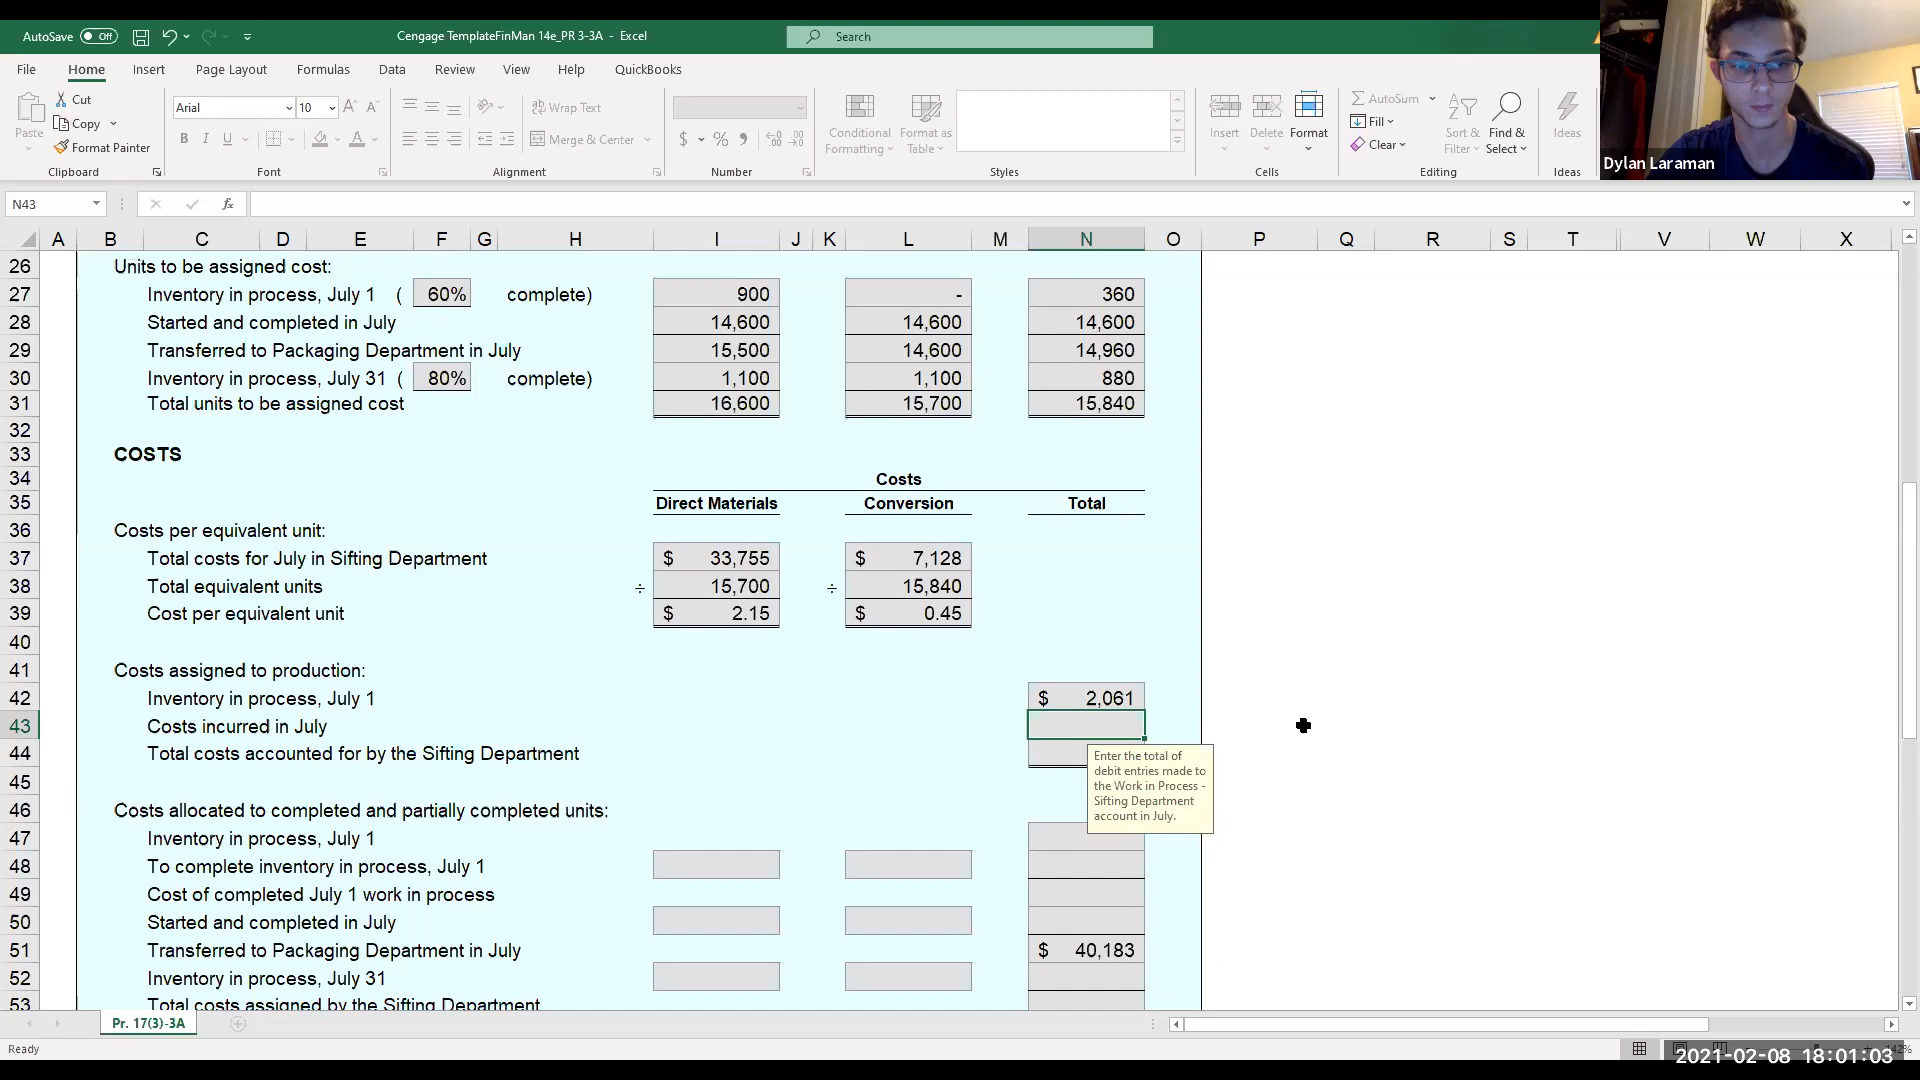 AutoSave Off
Cengage TemplateFinMan 14e_PR 3-3A - Excel
Search
File Home Insert Page Layout Formulas Data Review View Help QuickBooks
Paste
Cut
Copy
Format Painter
Clipboard
Arial 10
B I U
Font
Wrap Text
Merge & Center
Alignment
$ % ,
Number
Conditional Formatting
Format as Table
Styles
Insert Delete Format
Cells
AutoSum
Fill
Clear
Sort & Filter
Find & Select
Editing
Ideas
Ideas
Dylan Laraman
N43
fx
A B C D E F G H I J K L M N O P Q R S T V W X
26 Units to be assigned cost:
27 Inventory in process, July 1 ( 60% complete) 900 - 360
28 Started and completed in July 14,600 14,600 14,600
29 Transferred to Packaging Department in July 15,500 14,600 14,960
30 Inventory in process, July 31 ( 80% complete) 1,100 1,100 880
31 Total units to be assigned cost 16,600 15,700 15,840
32
33 COSTS
34 Costs
35 Direct Materials Conversion Total
36 Costs per equivalent unit:
37 Total costs for July in Sifting Department $ 33,755 $ 7,128
38 Total equivalent units ÷ 15,700 ÷ 15,840
39 Cost per equivalent unit $ 2.15 $ 0.45
40
41 Costs assigned to production:
42 Inventory in process, July 1 $ 2,061
43 Costs incurred in July
44 Total costs accounted for by the Sifting Department
Enter the total of
debit entries made to
the Work in Process -
Sifting Department
account in July.
45
46 Costs allocated to completed and partially completed units:
47 Inventory in process, July 1
48 To complete inventory in process, July 1
49 Cost of completed July 1 work in process
50 Started and completed in July
51 Transferred to Packaging Department in July $ 40,183
52 Inventory in process, July 31
53 Total costs assigned by the Sifting Department
Pr. 17(3)-3A
Ready
2021-02-08 18:01:03